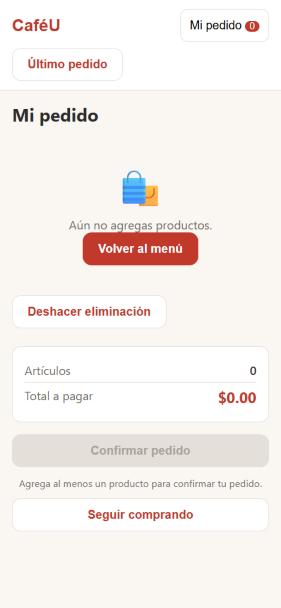 CaféU
Mi pedido 0
Último pedido
Mi pedido
Aún no agregas productos.
Volver al menú
Deshacer eliminación
Artículos 0
Total a pagar $0.00
Confirmar pedido
Agrega al menos un producto para confirmar tu pedido.
Seguir comprando